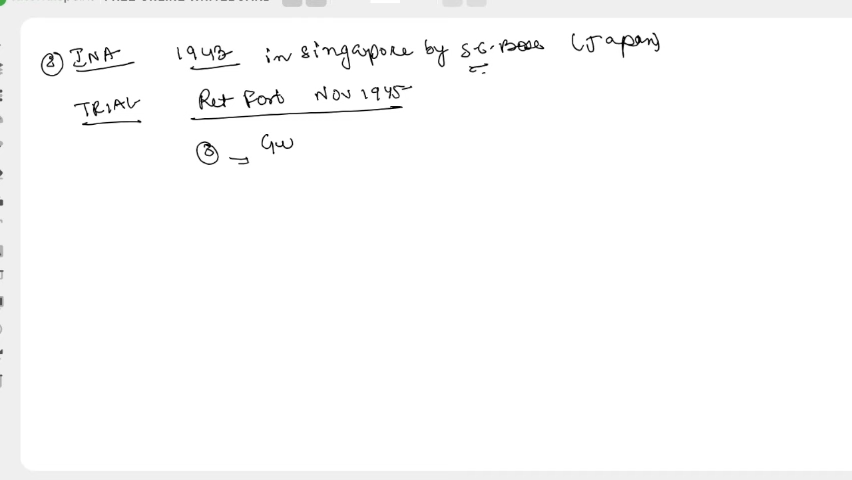 ⑧ INA 1943 in Singapore by S.C. Bose (Japan)
TRIAL Red Fort Nov 1945
③ → Gw